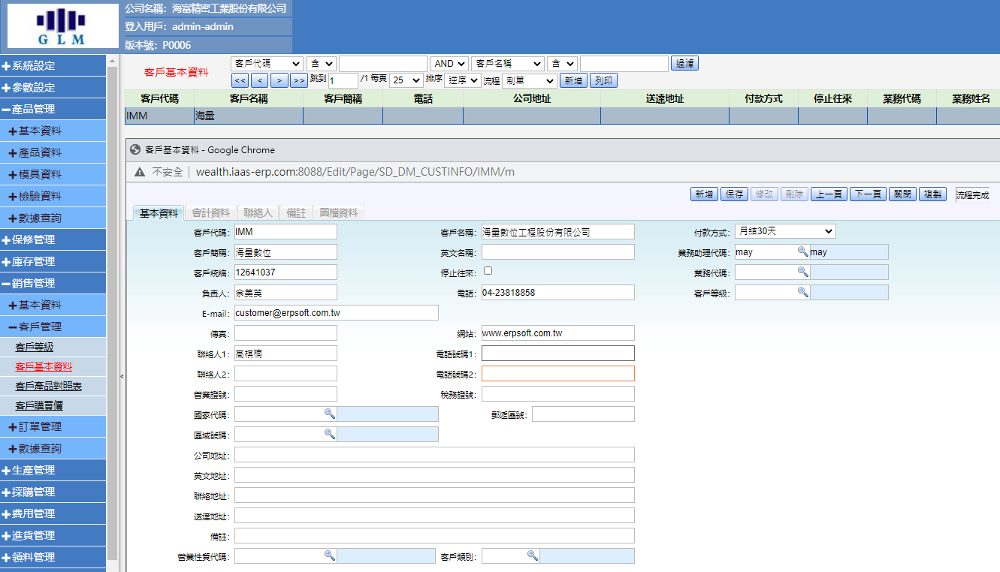 GLM
公司名稱: 海富精密工業股份有限公司
登入用戶: admin-admin
版本號: P0006
系統設定
參數設定
產品管理
基本資料
產品資料
模具資料
檢驗資料
數據查詢
保修管理
庫存管理
銷售管理
基本資料
客戶管理
客戶等級
客戶基本資料
客戶產品對照表
客戶購買價
訂單管理
數據查詢
生產管理
採購管理
費用管理
進貨管理
領料管理
客戶基本資料
客戶代碼 含 AND 客戶名稱 含 過濾
<< < > >> 跳到 1 /1 每頁 25 排序 逆序 流程 制單 新增 列印
客戶代碼 客戶名稱 客戶簡稱 電話 公司地址 送達地址 付款方式 停止往來 業務代碼 業務姓名
IMM 海量
客戶基本資料 - Google Chrome
不安全 | wealth.iaas-erp.com:8088/Edit/Page/SD_DM_CUSTINFO/IMM/m
新增 保存 修改 刪除 上一頁 下一頁 關閉 複製 流程完成
基本資料 會計資料 聯絡人 備註 圖檔資料
客戶代碼: IMM 客戶名稱: 海量數位工程股份有限公司 付款方式: 月結30天
客戶簡稱: 海量數位 英文名稱: 業務助理代碼: may may
客戶統編: 12641037 停止往來: 業務代碼:
負責人: 余美英 電話: 04-23818858 客戶等級:
E-mail: customer@erpsoft.com.tw
傳真: 網站: www.erpsoft.com.tw
聯絡人1: 高棋楠 電話號碼1:
聯絡人2: 電話號碼2:
營業證號: 稅務證號:
國家代碼: 郵遞區號:
區域號碼:
公司地址:
英文地址:
聯絡地址:
送達地址:
備註:
營業性質代碼: 客戶類別:
<